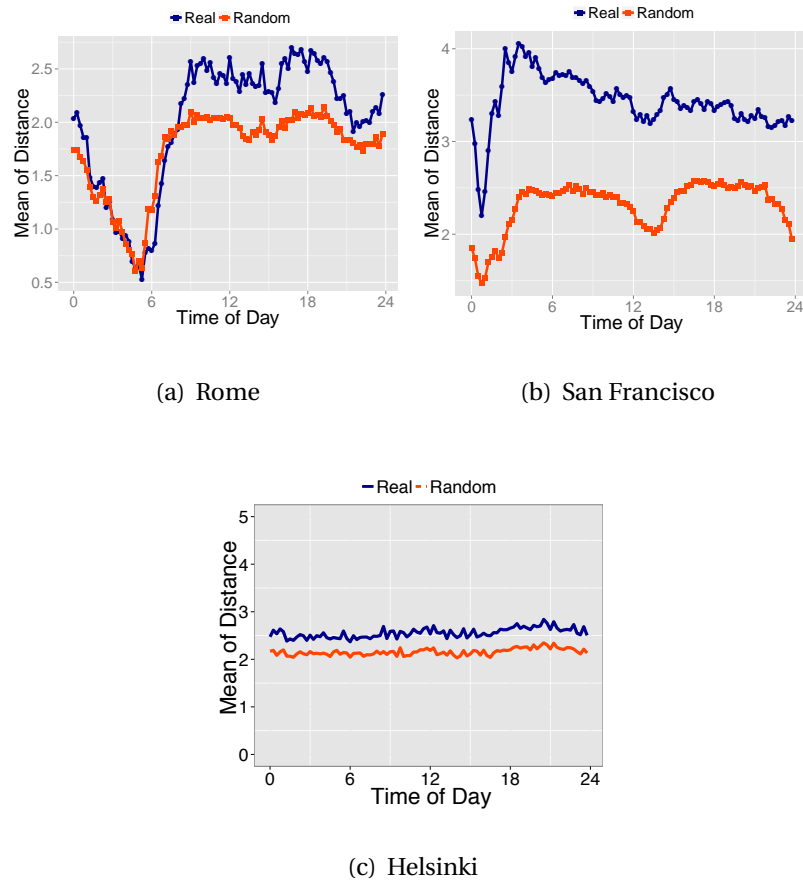 Real Random
Mean of Distance
2.5
2.0
1.5
1.0
0.5
0 6 12 18 24
Time of Day
(a) Rome
Real Random
Mean of Distance
4
3
2
0 6 12 18 24
Time of Day
(b) San Francisco
Real Random
Mean of Distance
5
4
3
2
1
0
0 6 12 18 24
Time of Day
(c) Helsinki